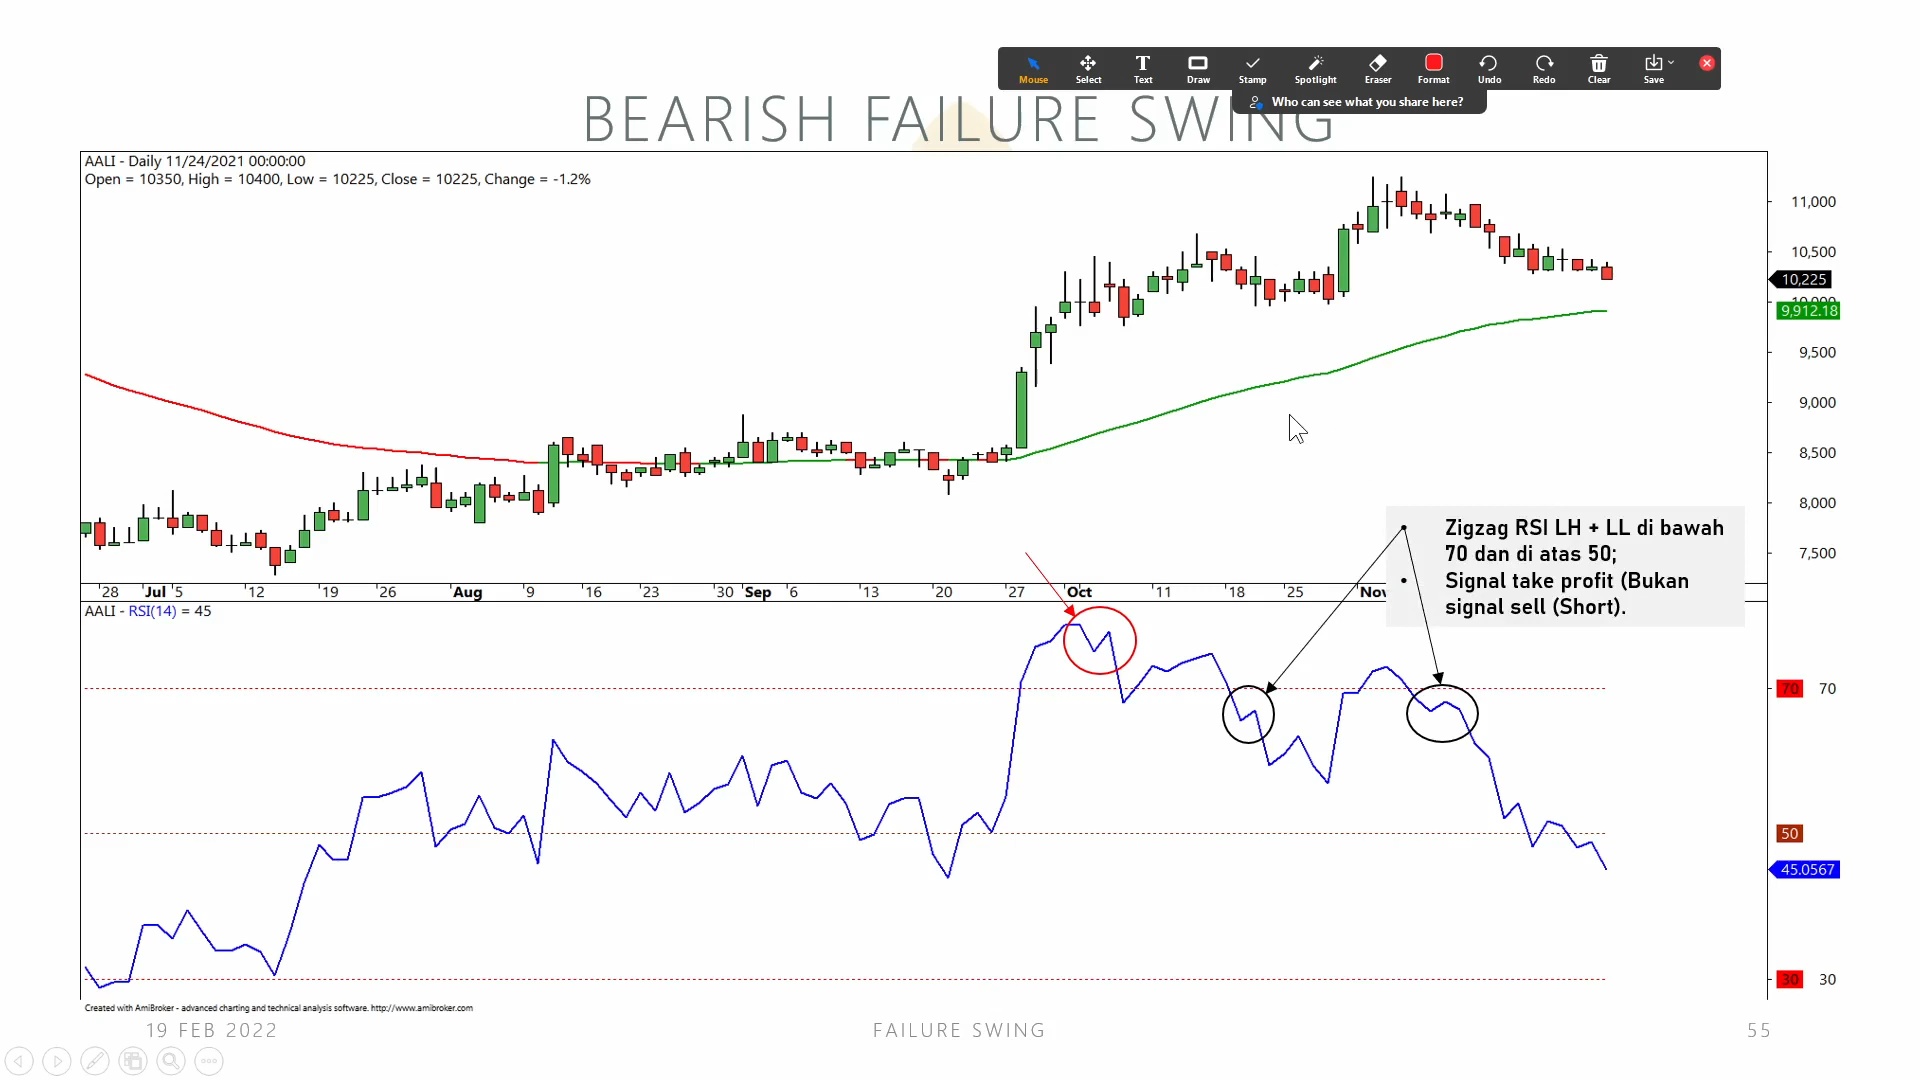 Mouse Select Text Draw Stamp Spotlight Eraser Format Undo Redo Clear Save
Who can see what you share here?
BEARISH FAILURE SWING
AALI - Daily 11/24/2021 00:00:00
Open = 10350, High = 10400, Low = 10225, Close = 10225, Change = -1.2%
11,000
10,500
10,225
10,000
9,912.18
9,500
9,000
8,500
8,000
7,500
Zigzag RSI LH + LL di bawah
70 dan di atas 50;
Signal take profit (Bukan
signal sell (Short).
28 Jul 5 12 19 26 Aug 9 16 23 30 Sep 6 13 20 27 Oct 11 18 25 Nov
AALI - RSI(14) = 45
70 70
50
45.0567
30 30
Created with AmiBroker - advanced charting and technical analysis software. http://www.amibroker.com
19 FEB 2022 FAILURE SWING 55